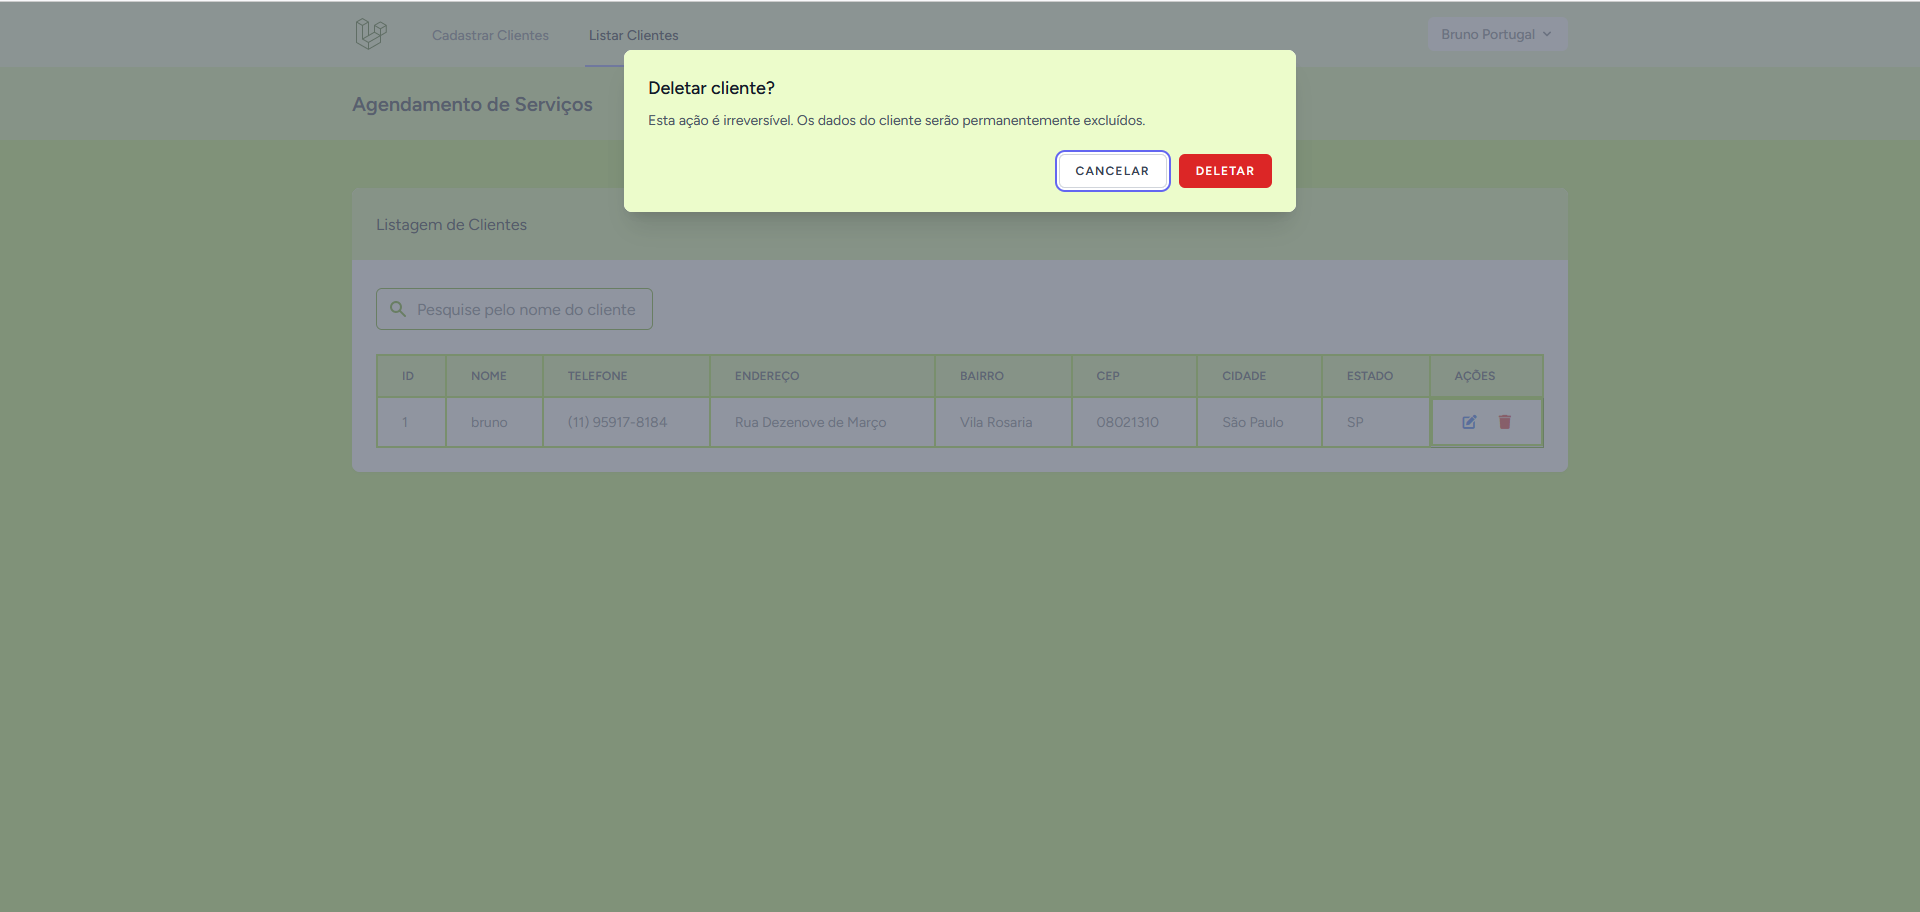 Cadastrar Clientes
Listar Clientes
Bruno Portugal
Agendamento de Serviços
Deletar cliente?
Esta ação é irreversível. Os dados do cliente serão permanentemente excluídos.
CANCELAR
DELETAR
Listagem de Clientes
Pesquise pelo nome do cliente
ID NOME TELEFONE ENDEREÇO BAIRRO CEP CIDADE ESTADO AÇÕES
1 bruno (11) 95917-8184 Rua Dezenove de Março Vila Rosaria 08021310 São Paulo SP